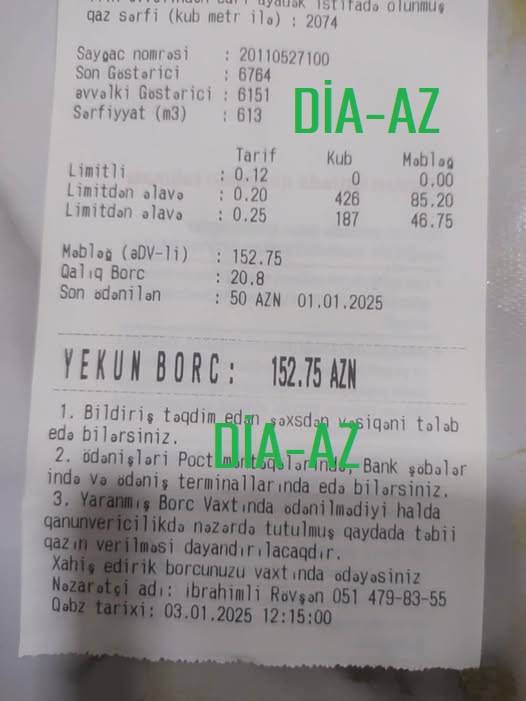 istifadə olunmuş
qaz sərfi (kub metr ilə) : 2074
Sayğac nomrəsi : 20110527100
Son Göstərici : 6764
əvvəlki Göstərici : 6151
Sərfiyyat (m3) : 613
DİA-AZ
Tarif Kub Məbləğ
Limitli : 0.12 0 0.00
Limitdən əlavə : 0.20 426 85.20
Limitdən əlavə : 0.25 187 46.75
Məbləğ (əDV-li) : 152.75
Qalıq Borc : 20.8
Son ödənilən : 50 AZN 01.01.2025
YEKUN BORC: 152.75 AZN
1. Bildiriş təqdim edən şəxsdən vəsiqəni tələb
edə bilərsiniz.
DİA-AZ
2. ödənişləri Poct məntəqələrində, Bank şöbələr
ində və ödəniş terminallarında edə bilərsiniz.
3. Yaranmış Borc Vaxtında ödənilmədiyi halda
qanunvericilikdə nəzərdə tutulmuş qaydada təbii
qazın verilməsi dayandırılacaqdır.
Xahiş edirik borcunuzu vaxtında ödəyəsiniz
Nəzarətçi adı: ibrahimli Rövşən 051 479-83-55
Qəbz tarixi: 03.01.2025 12:15:00